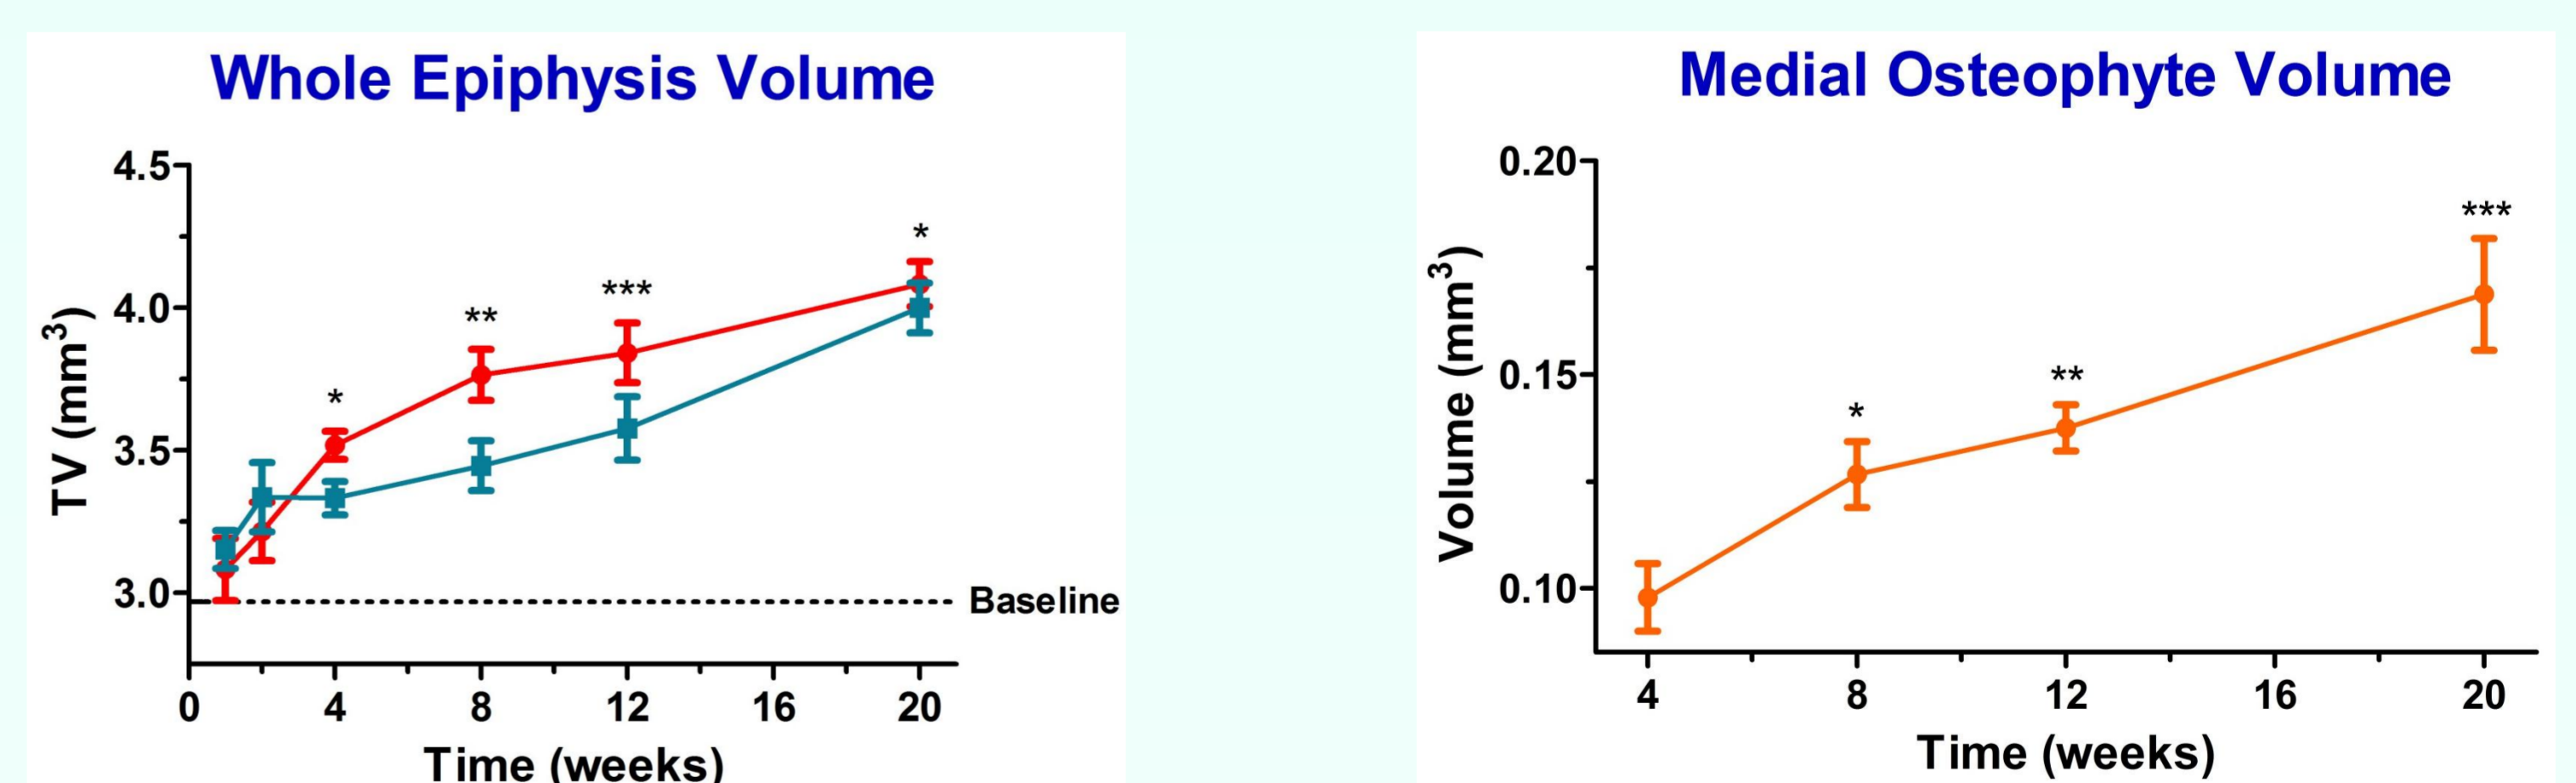 Whole Epiphysis Volume
4.5
4.0
3.5
3.0
TV (mm³)
*
**
***
*
Baseline
0 4 8 12 16 20
Time (weeks)
Medial Osteophyte Volume
0.20
0.15
0.10
Volume (mm³)
*
**
***
4 8 12 16 20
Time (weeks)